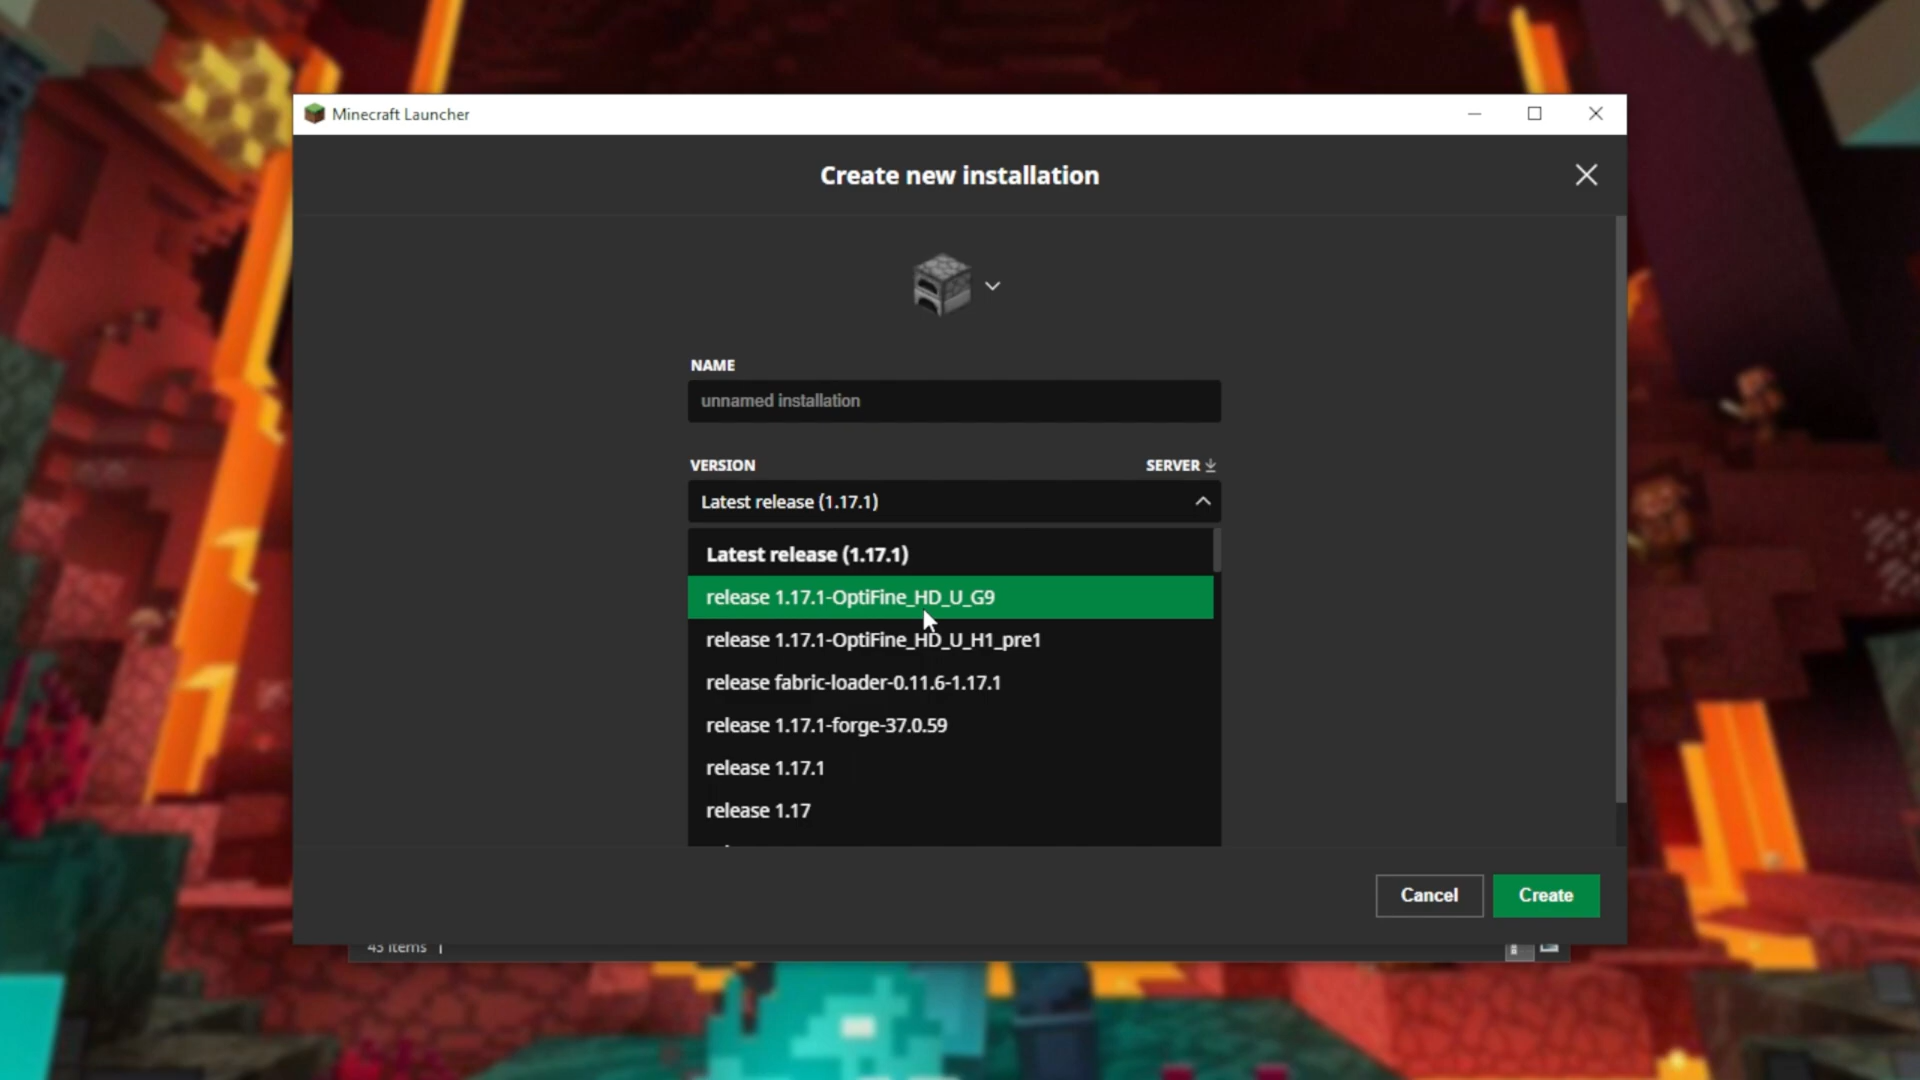 Minecraft Launcher
Create new installation
NAME
unnamed installation
VERSION
SERVER
Latest release (1.17.1)
Latest release (1.17.1)
release 1.17.1-OptiFine_HD_U_G9
release 1.17.1-OptiFine_HD_U_H1_pre1
release fabric-loader-0.11.6-1.17.1
release 1.17.1-forge-37.0.59
release 1.17.1
release 1.17
Cancel
Create
items